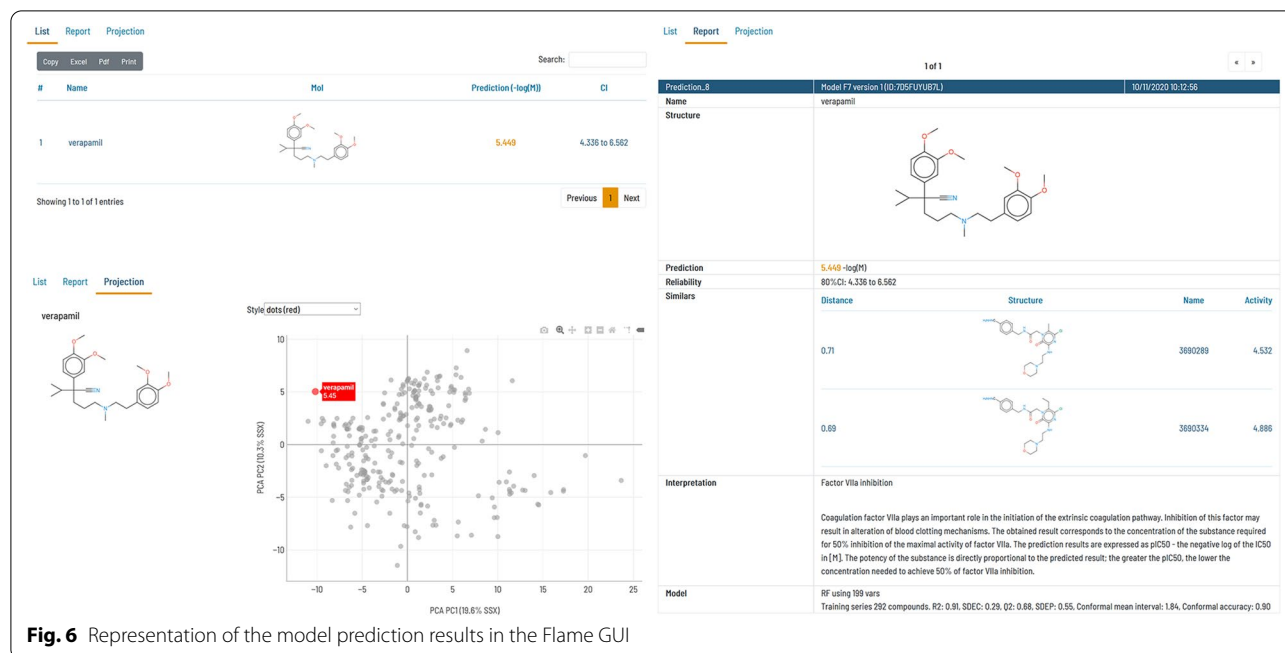 List Report Projection
Copy Excel Pdf Print
Search:
# Name Mol Prediction (-log(M)) CI
1 verapamil 5.449 4.336 to 6.562
Showing 1 to 1 of 1 entries
Previous 1 Next
List Report Projection
verapamil
Style dots (red)
verapamil
5.45
10
5
0
−5
−10
−10 −5 0 5 10 15 20 25
PCA PC2 (10.3% SSX)
PCA PC1 (19.6% SSX)
List Report Projection
1 of 1
« »
Prediction_8 Model F7 version 1 (ID:7D5FUYUB7L) 10/11/2020 10:12:56
Name verapamil
Structure
Prediction 5.449 -log(M)
Reliability 80%CI: 4.336 to 6.562
Similars Distance Structure Name Activity
0.71 3690289 4.532
0.69 3690334 4.886
Interpretation Factor VIIa inhibition
Coagulation factor VIIa plays an important role in the initiation of the extrinsic coagulation pathway. Inhibition of this factor may
result in alteration of blood clotting mechanisms. The obtained result corresponds to the concentration of the substance required
for 50% inhibition of the maximal activity of factor VIIa. The prediction results are expressed as pIC50 - the negative log of the IC50
in [M]. The potency of the substance is directly proportional to the predicted result; the greater the pIC50, the lower the
concentration needed to achieve 50% of factor VIIa inhibition.
Model RF using 199 vars
Training series 292 compounds. R2: 0.91, SDEC: 0.29, Q2: 0.68, SDEP: 0.55, Conformal mean interval: 1.84, Conformal accuracy: 0.90
Fig. 6 Representation of the model prediction results in the Flame GUI